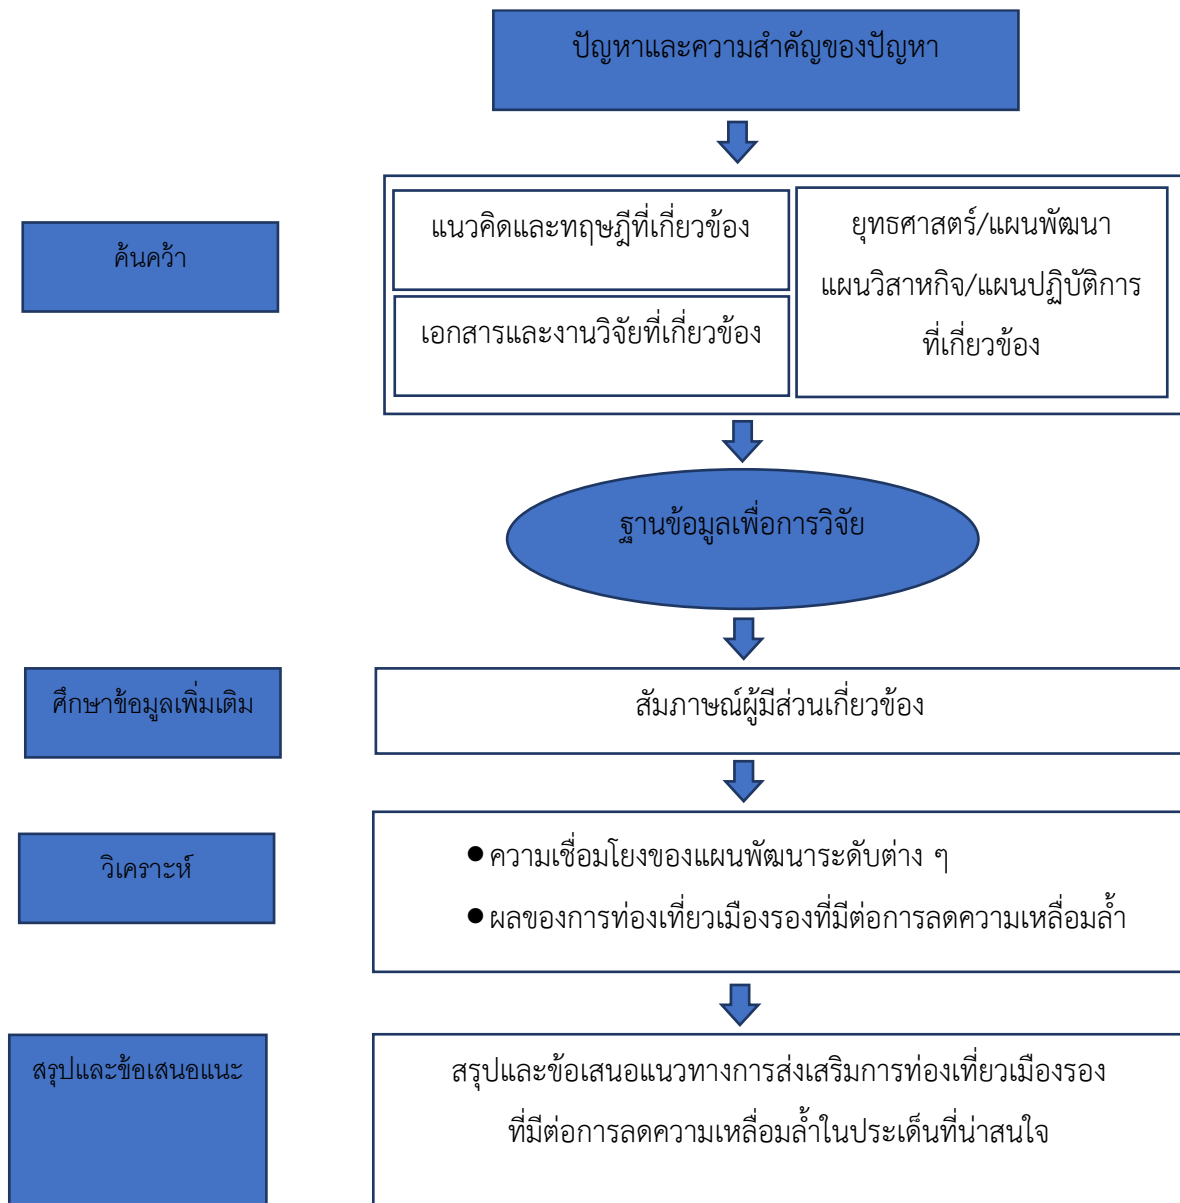 ปัญหาและความสำคัญของปัญหา
ค้นคว้า
แนวคิดและทฤษฎีที่เกี่ยวข้อง
เอกสารและงานวิจัยที่เกี่ยวข้อง
ยุทธศาสตร์/แผนพัฒนา
แผนวิสาหกิจ/แผนปฏิบัติการ
ที่เกี่ยวข้อง
ฐานข้อมูลเพื่อการวิจัย
ศึกษาข้อมูลเพิ่มเติม
สัมภาษณ์ผู้มีส่วนเกี่ยวข้อง
วิเคราะห์
● ความเชื่อมโยงของแผนพัฒนาระดับต่าง ๆ
● ผลของการท่องเที่ยวเมืองรองที่มีต่อการลดความเหลื่อมล้ำ
สรุปและข้อเสนอแนะ
สรุปและข้อเสนอแนวทางการส่งเสริมการท่องเที่ยวเมืองรอง
ที่มีต่อการลดความเหลื่อมล้ำในประเด็นที่น่าสนใจ